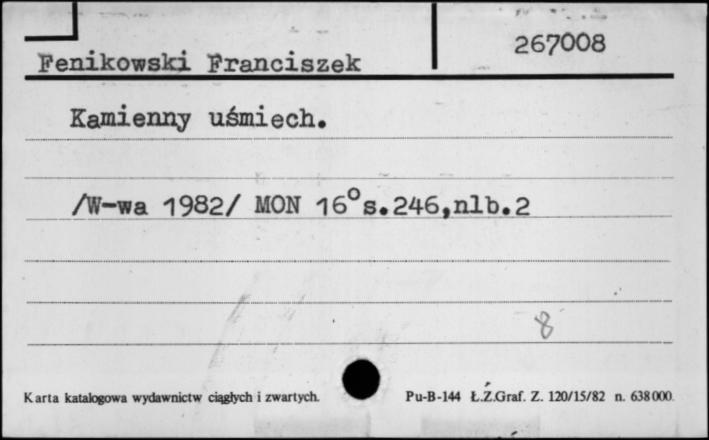 267008
Fenikowski Franciszek
Kamienny uśmiech.
/W-wa 1982/ MON 16° s.246,nlb.2
8
Karta katalogowa wydawnictw ciągłych i zwartych. Pu-B-144 Ł.Ż.Graf. Z. 120/15/82 n. 638 000.